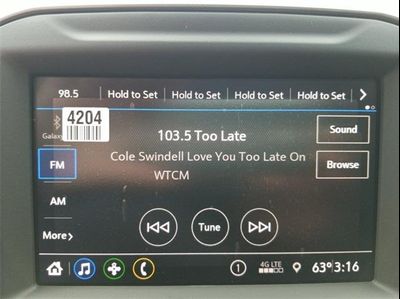 98.5 Hold to Set Hold to Set Hold to Set Hold to Set >
4204
Galaxy
103.5 Too Late
Sound
Cole Swindell Love You Too Late On
WTCM
FM
Browse
AM
Tune
More >
1 4G LTE 63° 3:16